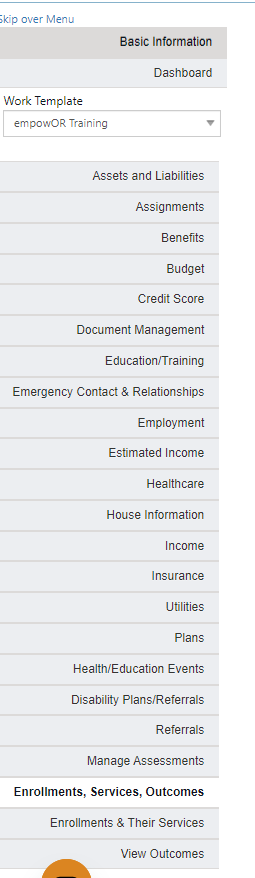 Skip over Menu
Basic Information
Dashboard
Work Template
empowOR Training
Assets and Liabilities
Assignments
Benefits
Budget
Credit Score
Document Management
Education/Training
Emergency Contact & Relationships
Employment
Estimated Income
Healthcare
House Information
Income
Insurance
Utilities
Plans
Health/Education Events
Disability Plans/Referrals
Referrals
Manage Assessments
Enrollments, Services, Outcomes
Enrollments & Their Services
View Outcomes